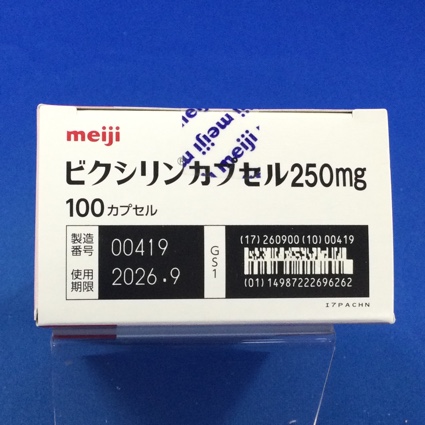 meiji
meiji
meiji
ビクシリンカプセル250mg
100カプセル
製造番号 00419
使用期限 2026.9
GS1
(17) 260900 (10) 00419
(01) 14987222696262
I7PACHN